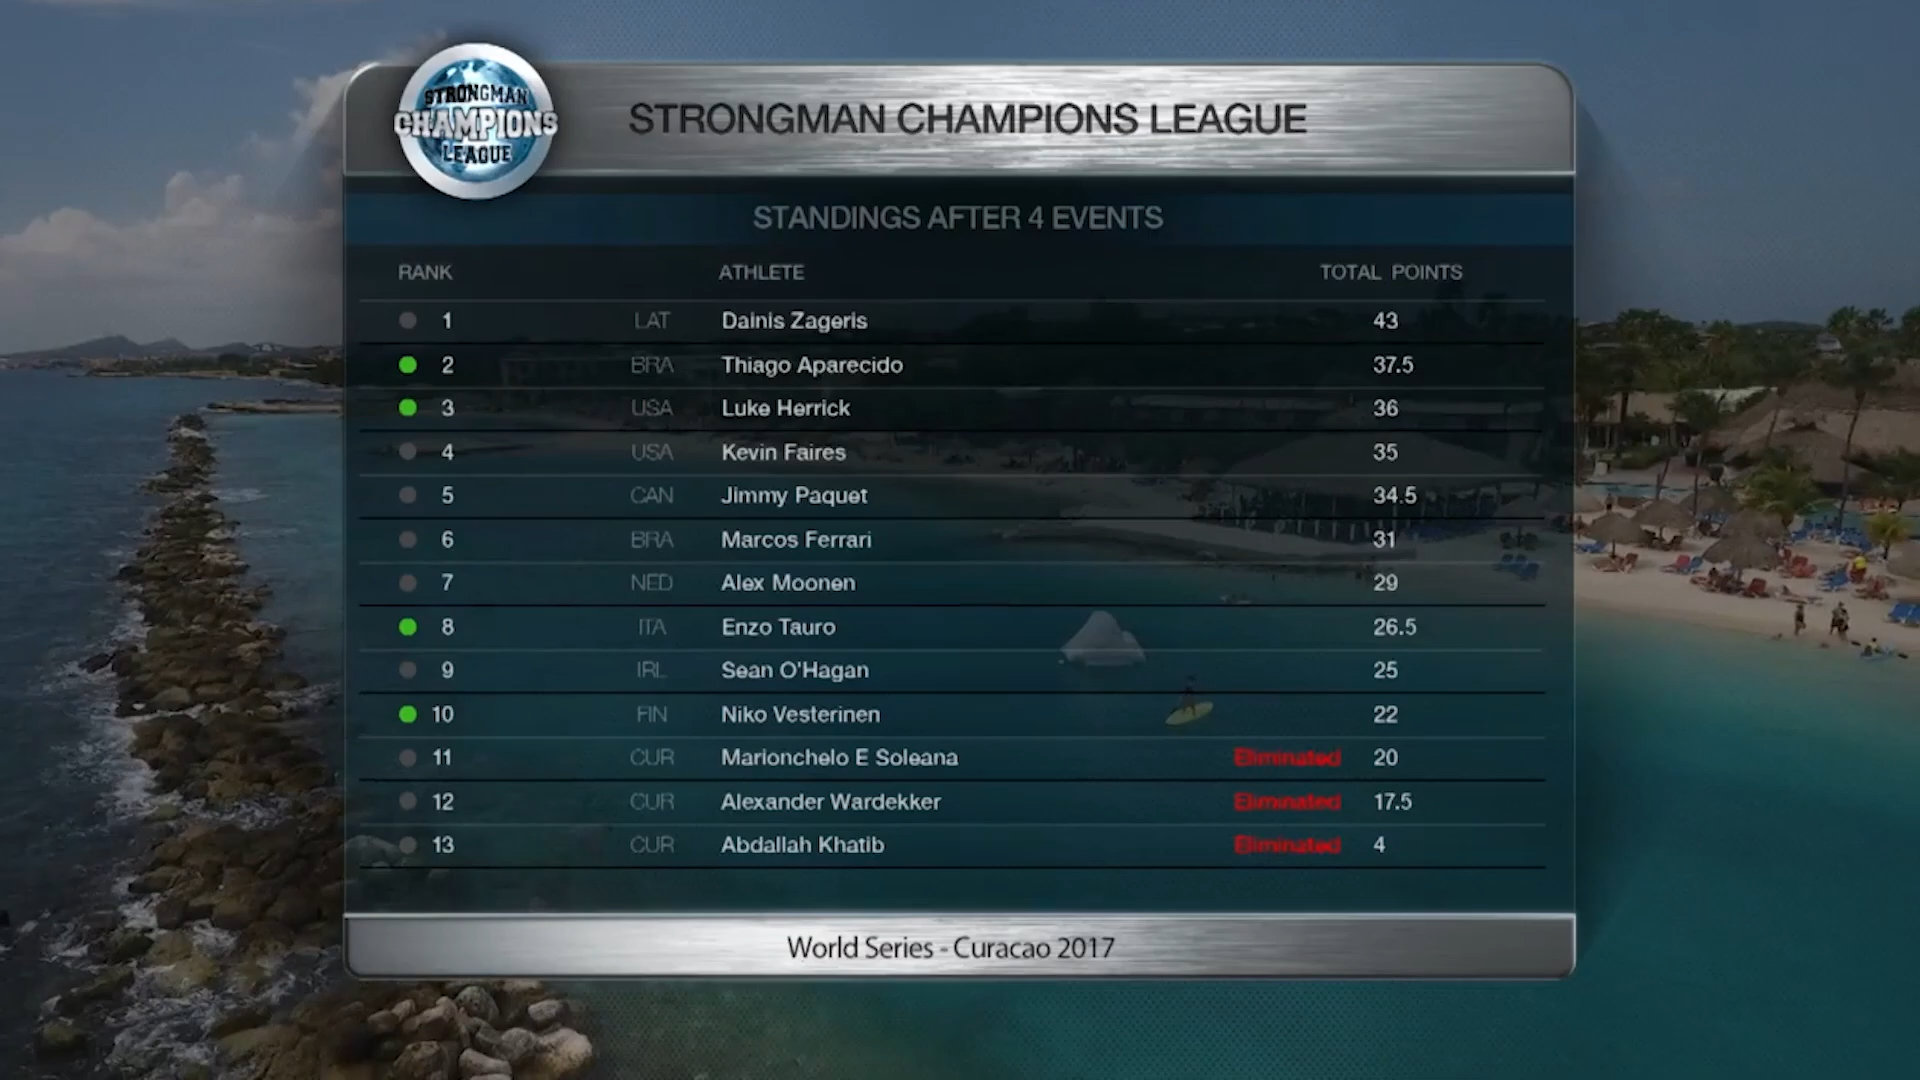 STRONGMAN
CHAMPIONS
LEAGUE
STRONGMAN CHAMPIONS LEAGUE
STANDINGS AFTER 4 EVENTS
RANK ATHLETE TOTAL POINTS
1 LAT Dainis Zageris 43
2 BRA Thiago Aparecido 37.5
3 USA Luke Herrick 36
4 USA Kevin Faires 35
5 CAN Jimmy Paquet 34.5
6 BRA Marcos Ferrari 31
7 NED Alex Moonen 29
8 ITA Enzo Tauro 26.5
9 IRL Sean O'Hagan 25
10 FIN Niko Vesterinen 22
11 CUR Marionchelo E Soleana Eliminated 20
12 CUR Alexander Wardekker Eliminated 17.5
13 CUR Abdallah Khatib Eliminated 4
World Series - Curacao 2017